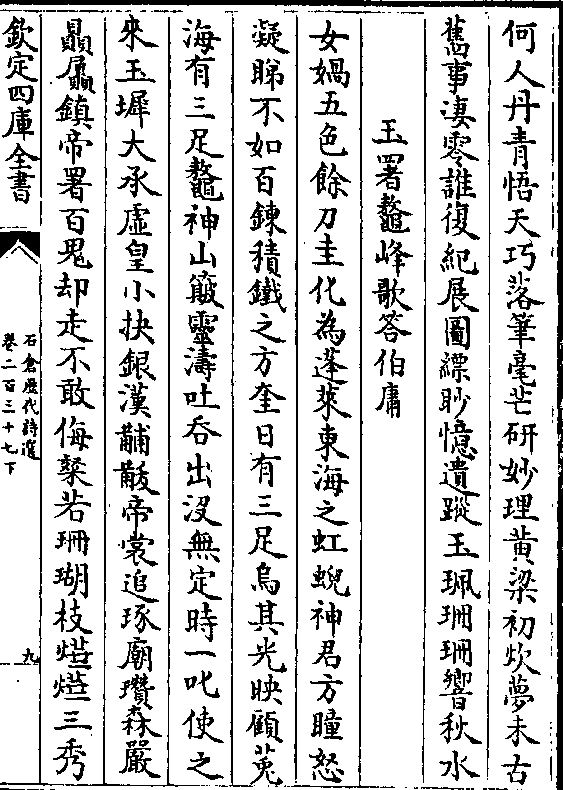 何人丹青悟天巧落筆毫芒研妙理黄粱初炊夢未古
舊事凄零誰復紀展圖縹眇憶遺蹤玉珮珊珊響秋水
玉署鼇峰歌答伯庸
女媧五色餘刀圭化為蓬萊東海之虹蜺神君方瞳怒
凝睇不如百鍊積鐵之方奎日有三足烏其光映顧菟
海有三足鼇神山簸靈濤吐吞出沒無定時一叱使之
來玉墀大承虛皇小抉銀漢黼黻帝裳追琢廟瓚森嚴
贔屭鎮帝署百鬼却走不敢侮粲若珊瑚枝熞熞三秀
欽定四庫全書
石倉歴代詩選
卷二百三十七下
九